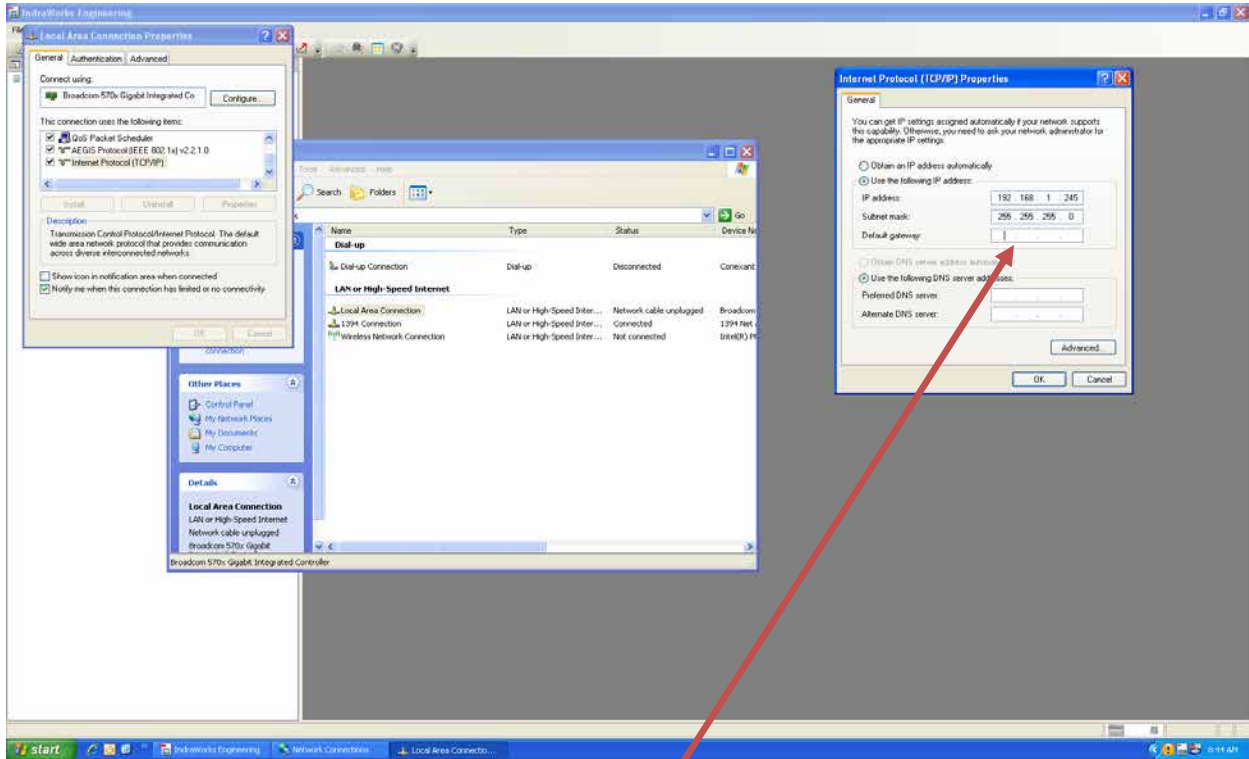 IndraWorks Engineering
Local Area Connection Properties
General Authentication Advanced
Connect using:
Broadcom 570x Gigabit Integrated Co
Configure...
This connection uses the following items:
QoS Packet Scheduler
AEGIS Protocol (IEEE 802.1x) v2.2.1.0
Internet Protocol (TCP/IP)
Install... Uninstall Properties
Description
Transmission Control Protocol/Internet Protocol. The default
wide area network protocol that provides communication
across diverse interconnected networks.
Show icon in notification area when connected
Notify me when this connection has limited or no connectivity
OK Cancel
Tools Advanced Help
Search Folders
Go
Name Type Status Device N
Dial-up
Dial-up Connection Dial-up Disconnected Conexant
LAN or High-Speed Internet
Local Area Connection LAN or High-Speed Inter... Network cable unplugged Broadcom
1394 Connection LAN or High-Speed Inter... Connected 1394 Net
Wireless Network Connection LAN or High-Speed Inter... Not connected Intel(R) P
connection
Other Places
Control Panel
My Network Places
My Documents
My Computer
Details
Local Area Connection
LAN or High-Speed Internet
Network cable unplugged
Broadcom 570x Gigabit
Broadcom 570x Gigabit Integrated Controller
Internet Protocol (TCP/IP) Properties
General
You can get IP settings assigned automatically if your network supports
this capability. Otherwise, you need to ask your network administrator for
the appropriate IP settings.
Obtain an IP address automatically
Use the following IP address:
IP address: 192 . 168 . 1 . 245
Subnet mask: 255 . 255 . 255 . 0
Default gateway:
Obtain DNS server address
Use the following DNS server addresses:
Preferred DNS server:
Alternate DNS server:
Advanced...
OK Cancel
start
IndraWorks Engineering
Network Connections
Local Area Connectio...
AM